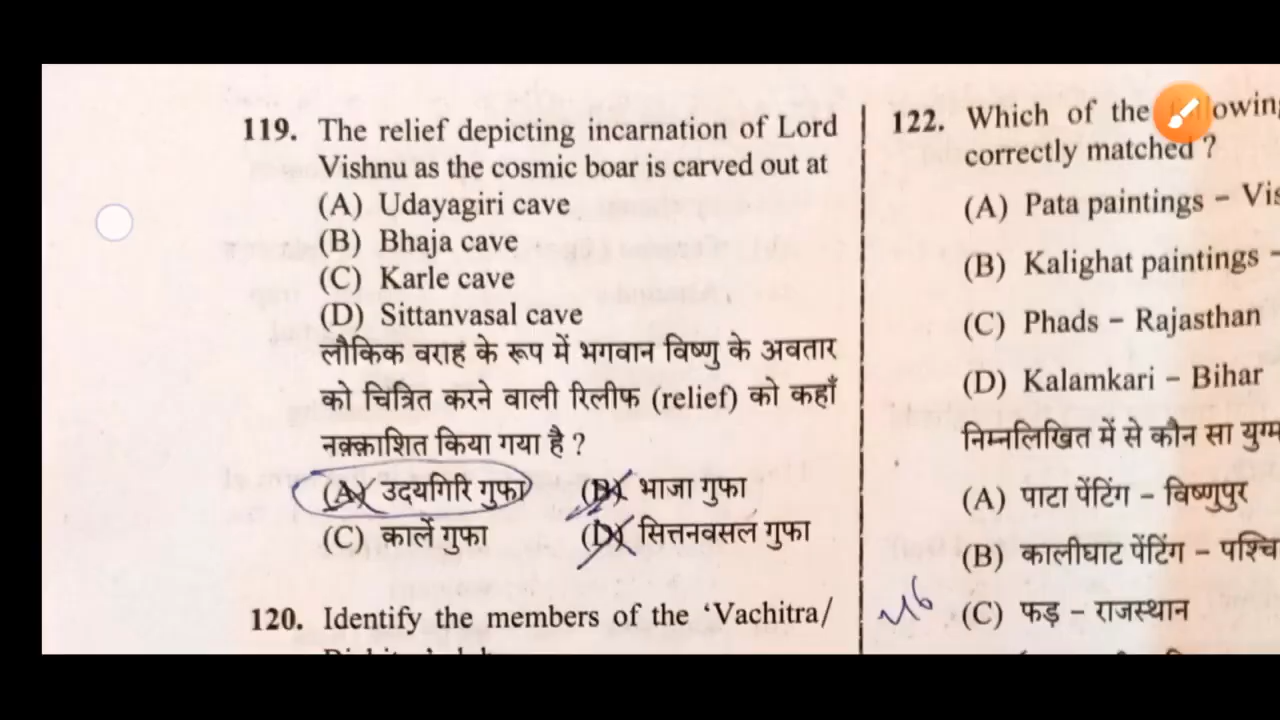 119. The relief depicting incarnation of Lord
Vishnu as the cosmic boar is carved out at
(A) Udayagiri cave
(B) Bhaja cave
(C) Karle cave
(D) Sittanvasal cave
लौकिक वराह के रूप में भगवान विष्णु के अवतार
को चित्रित करने वाली रिलीफ (relief) को कहाँ
नक़्क़ाशित किया गया है ?
(A) उदयगिरि गुफा (B) भाजा गुफा
(C) कार्ले गुफा (D) सित्तनवसल गुफा
120. Identify the members of the ‘Vachitra/
122. Which of the
correctly matched ?
(A) Pata paintings –
(B) Kalighat paintings –
(C) Phads – Rajasthan
(D) Kalamkari – Bihar
निम्नलिखित में से कौन सा
(A) पाटा पेंटिंग – विष्णुपुर
(B) कालीघाट पेंटिंग –
(C) फड़ – राजस्थान